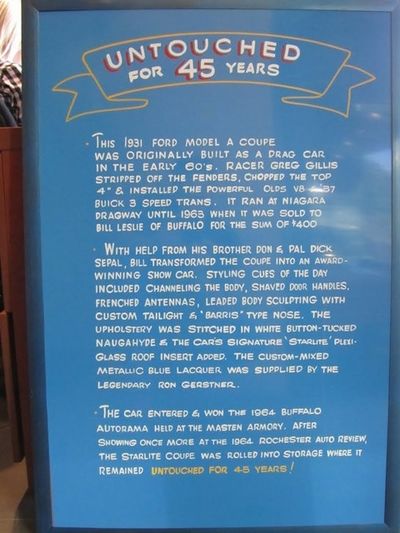 UNTOUCHED
FOR 45 YEARS
• THIS 1931 FORD MODEL A COUPE
WAS ORIGINALLY BUILT AS A DRAG CAR
IN THE EARLY 60's. RACER GREG GILLIS
STRIPPED OFF THE FENDERS, CHOPPED THE TOP
4" & INSTALLED THE POWERFUL OLDS V8 & '37
BUICK 3 SPEED TRANS. IT RAN AT NIAGARA
DRAGWAY UNTIL 1963 WHEN IT WAS SOLD TO
BILL LESLIE OF BUFFALO FOR THE SUM OF $400
• WITH HELP FROM HIS BROTHER DON & PAL DICK
SEPAL, BILL TRANSFORMED THE COUPE INTO AN AWARD-
WINNING SHOW CAR. STYLING CUES OF THE DAY
INCLUDED CHANNELING THE BODY, SHAVED DOOR HANDLES,
FRENCHED ANTENNAS, LEADED BODY SCULPTING WITH
CUSTOM TAILIGHT & 'BARRIS" TYPE NOSE. THE
UPHOLSTERY WAS STITCHED IN WHITE BUTTON-TUCKED
NAUGAHYDE & THE CAR'S SIGNATURE 'STARLITE' PLEXI-
GLASS ROOF INSERT ADDED. THE CUSTOM-MIXED
METALLIC BLUE LACQUER WAS SUPPLIED BY THE
LEGENDARY RON GERSTNER.
• THE CAR ENTERED & WON THE 1964 BUFFALO
AUTORAMA HELD AT THE MASTEN ARMORY. AFTER
SHOWING ONCE MORE AT THE 1964 ROCHESTER AUTO REVIEW,
THE STARLITE COUPE WAS ROLLED INTO STORAGE WHERE IT
REMAINED UNTOUCHED FOR 45 YEARS!